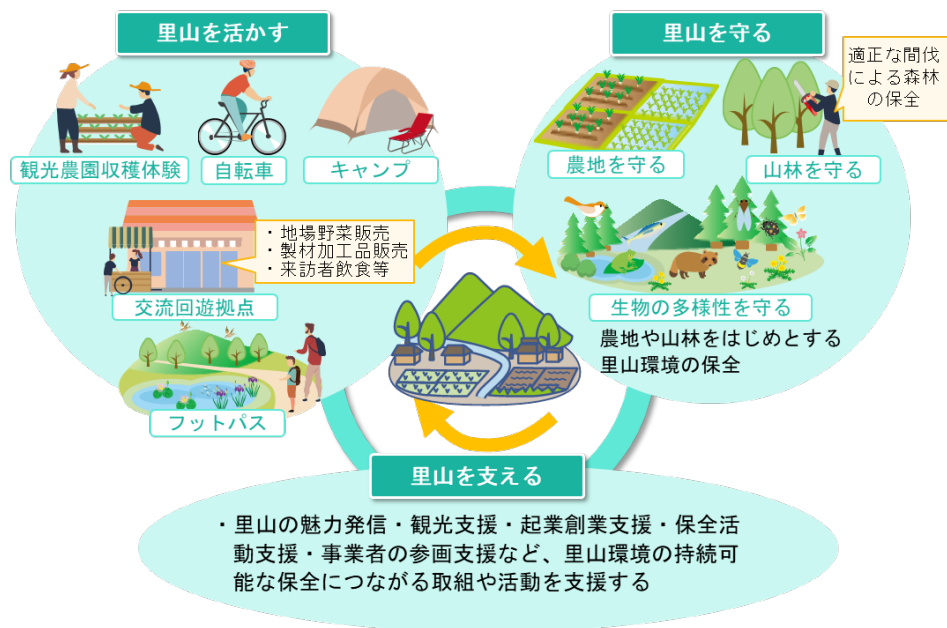 里山を活かす
観光農園収穫体験
自転車
キャンプ
・地場野菜販売
・製材加工品販売
・来訪者飲食等
交流回遊拠点
フットパス
里山を守る
適正な間伐
による森林
の保全
農地を守る
山林を守る
生物の多様性を守る
農地や山林をはじめとする
里山環境の保全
里山を支える
・里山の魅力発信・観光支援・起業創業支援・保全活
動支援・事業者の参画支援など、里山環境の持続可
能な保全につながる取組や活動を支援する